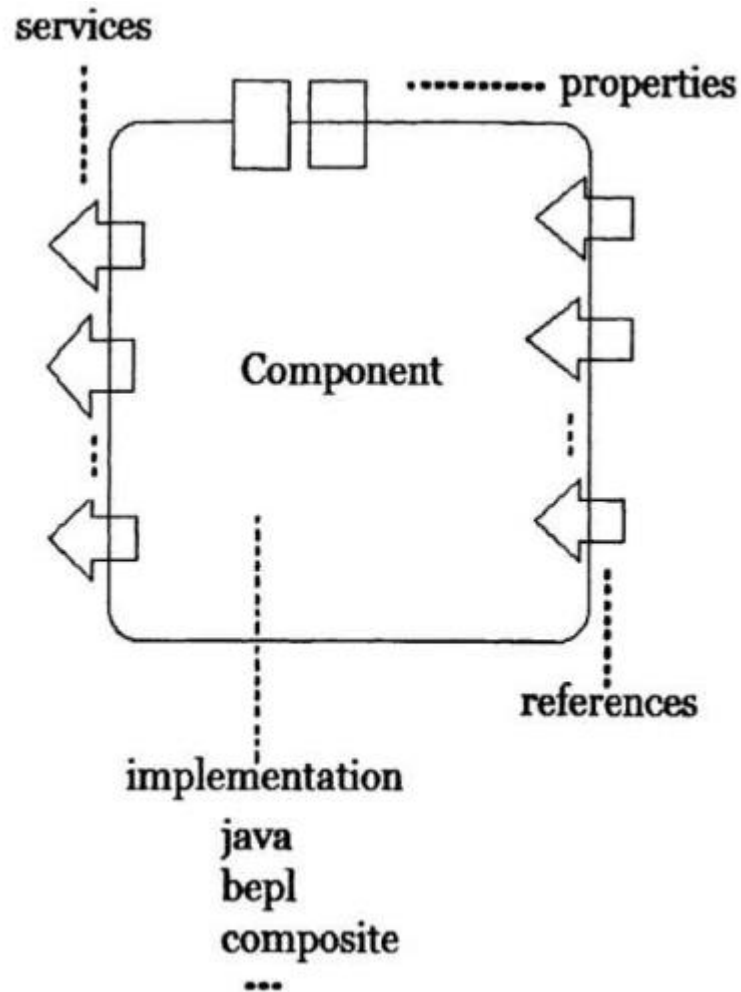 services
properties
Component
references
implementation
java
bepl
composite
...